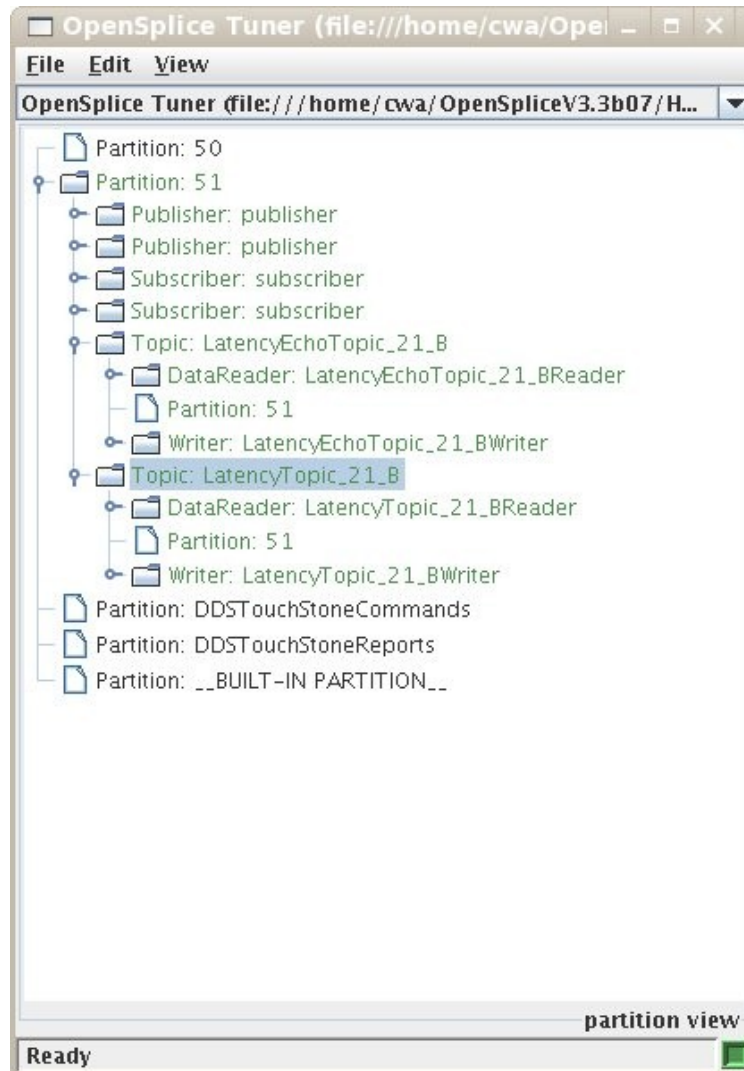 OpenSplice Tuner (file:///home/cwa/Ope
File Edit View
OpenSplice Tuner (file:///home/cwa/OpenSpliceV3.3b07/H...
Partition: 50
Partition: 51
Publisher: publisher
Publisher: publisher
Subscriber: subscriber
Subscriber: subscriber
Topic: LatencyEchoTopic_21_B
DataReader: LatencyEchoTopic_21_BReader
Partition: 51
Writer: LatencyEchoTopic_21_BWriter
Topic: LatencyTopic_21_B
DataReader: LatencyTopic_21_BReader
Partition: 51
Writer: LatencyTopic_21_BWriter
Partition: DDSTouchStoneCommands
Partition: DDSTouchStoneReports
Partition: __BUILT-IN PARTITION__
partition view
Ready